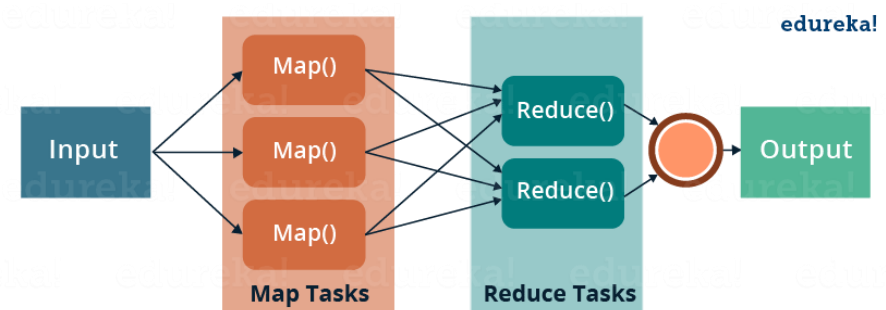 edureka!
Input
Map()
Map()
Map()
Map Tasks
Reduce()
Reduce()
Reduce Tasks
Output